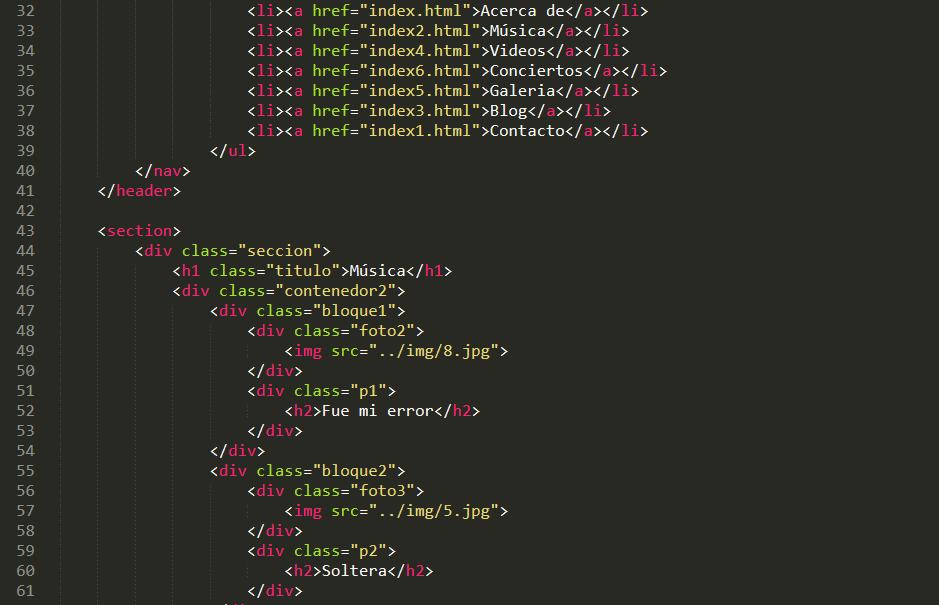 32 <li><a href="index.html">Acerca de</a></li>
33 <li><a href="index2.html">Música</a></li>
34 <li><a href="index4.html">Videos</a></li>
35 <li><a href="index6.html">Conciertos</a></li>
36 <li><a href="index5.html">Galeria</a></li>
37 <li><a href="index3.html">Blog</a></li>
38 <li><a href="index1.html">Contacto</a></li>
39 </ul>
40 </nav>
41 </header>
42
43 <section>
44 <div class="seccion">
45 <h1 class="titulo">Música</h1>
46 <div class="contenedor2">
47 <div class="bloque1">
48 <div class="foto2">
49 <img src="../img/8.jpg">
50 </div>
51 <div class="p1">
52 <h2>Fue mi error</h2>
53 </div>
54 </div>
55 <div class="bloque2">
56 <div class="foto3">
57 <img src="../img/5.jpg">
58 </div>
59 <div class="p2">
60 <h2>Soltera</h2>
61 </div>